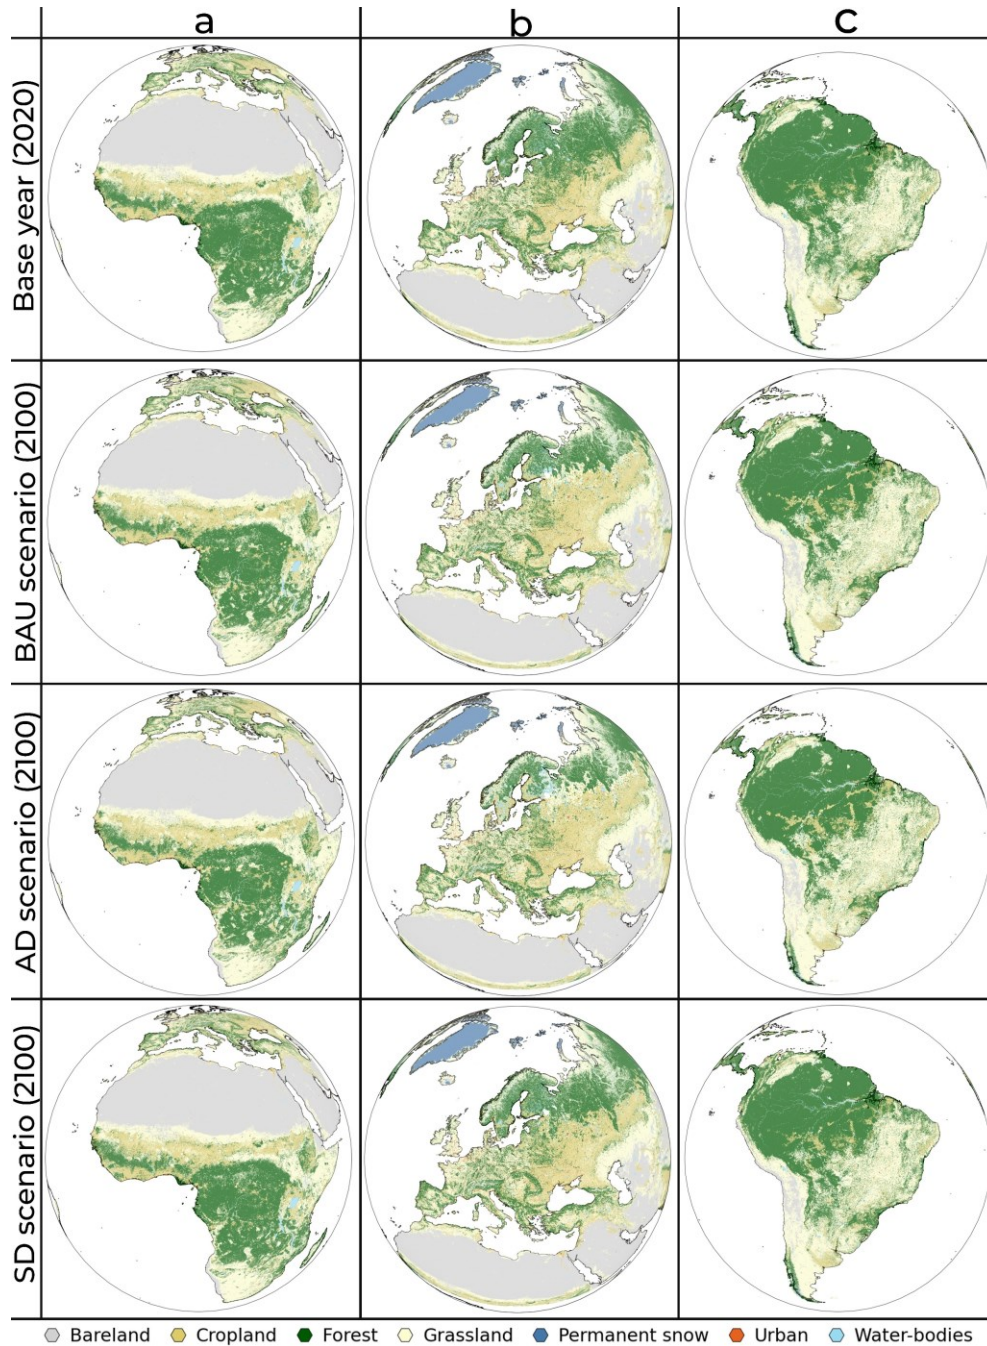 a b c
Base year (2020)
BAU scenario (2100)
AD scenario (2100)
SD scenario (2100)
Bareland Cropland Forest Grassland Permanent snow Urban Water-bodies